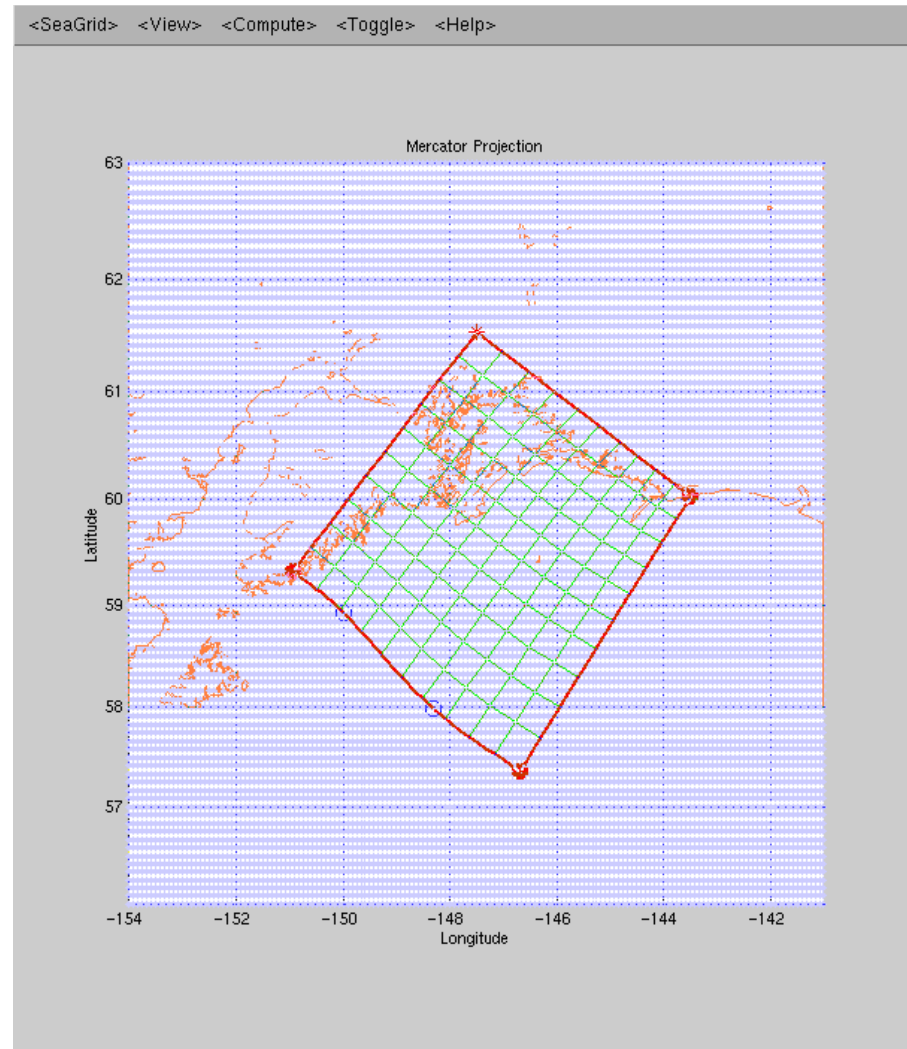 <SeaGrid> <View> <Compute> <Toggle> <Help>
Mercator Projection
63
62
61
60
59
58
57
Latitude
-154 -152 -150 -148 -146 -144 -142
Longitude